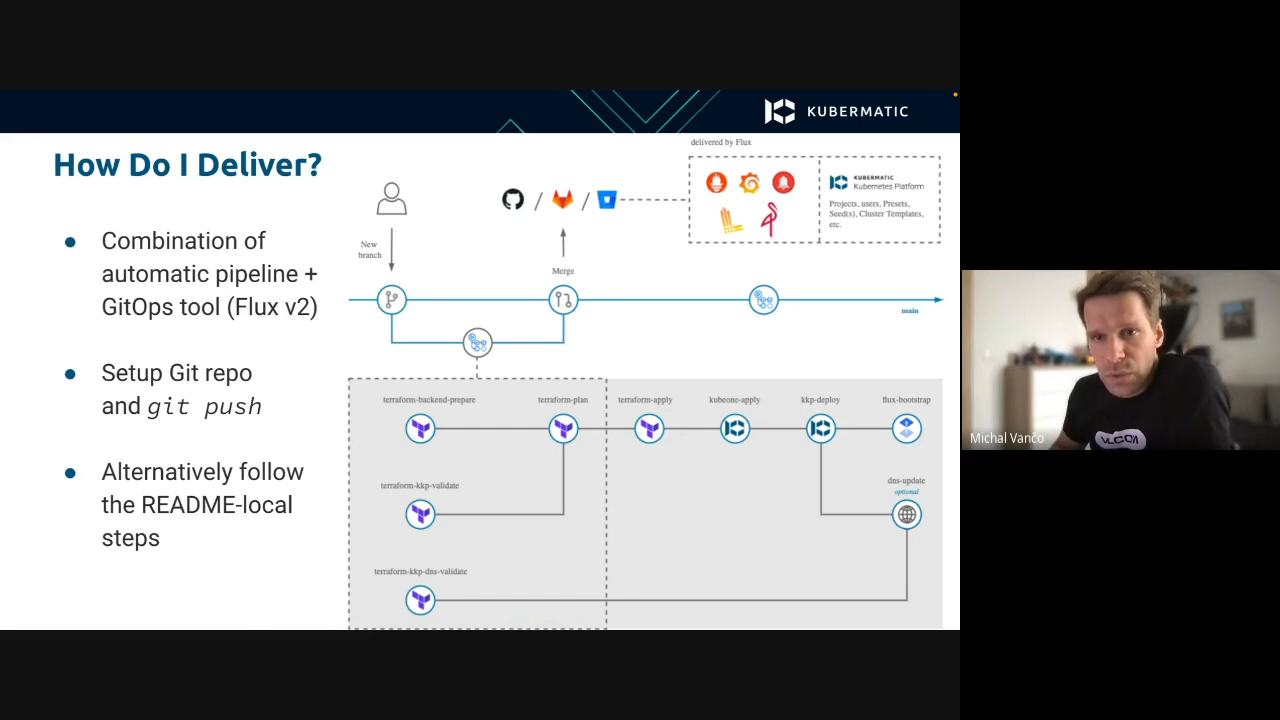 KUBERMATIC
How Do I Deliver?
Combination of
automatic pipeline +
GitOps tool (Flux v2)
Setup Git repo
and git push
Alternatively follow
the README-local
steps
delivered by Flux
KUBERMATIC
Kubernetes Platform
Projects, users, Presets,
Seed(s), Cluster Templates,
etc.
/ /
New
branch
Merge
main
terraform-backend-prepare
terraform-plan
terraform-apply
kubeone-apply
kkp-deploy
flux-bootstrap
terraform-kkp-validate
dns-update
optional
terraform-kkp-dns-validate
Michal Vančo